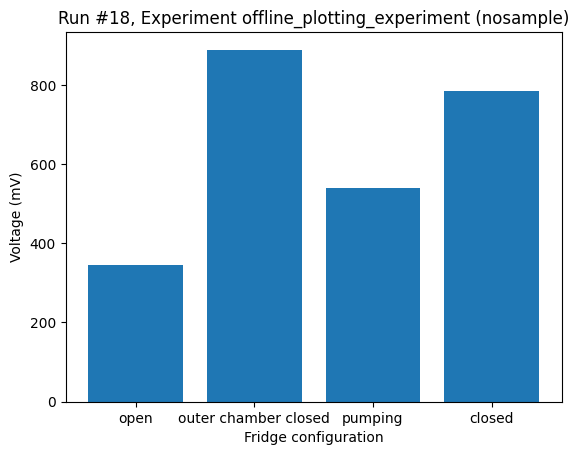 Run #18, Experiment offline_plotting_experiment (nosample)
Voltage (mV)
800
600
400
200
0
open outer chamber closed pumping closed
Fridge configuration